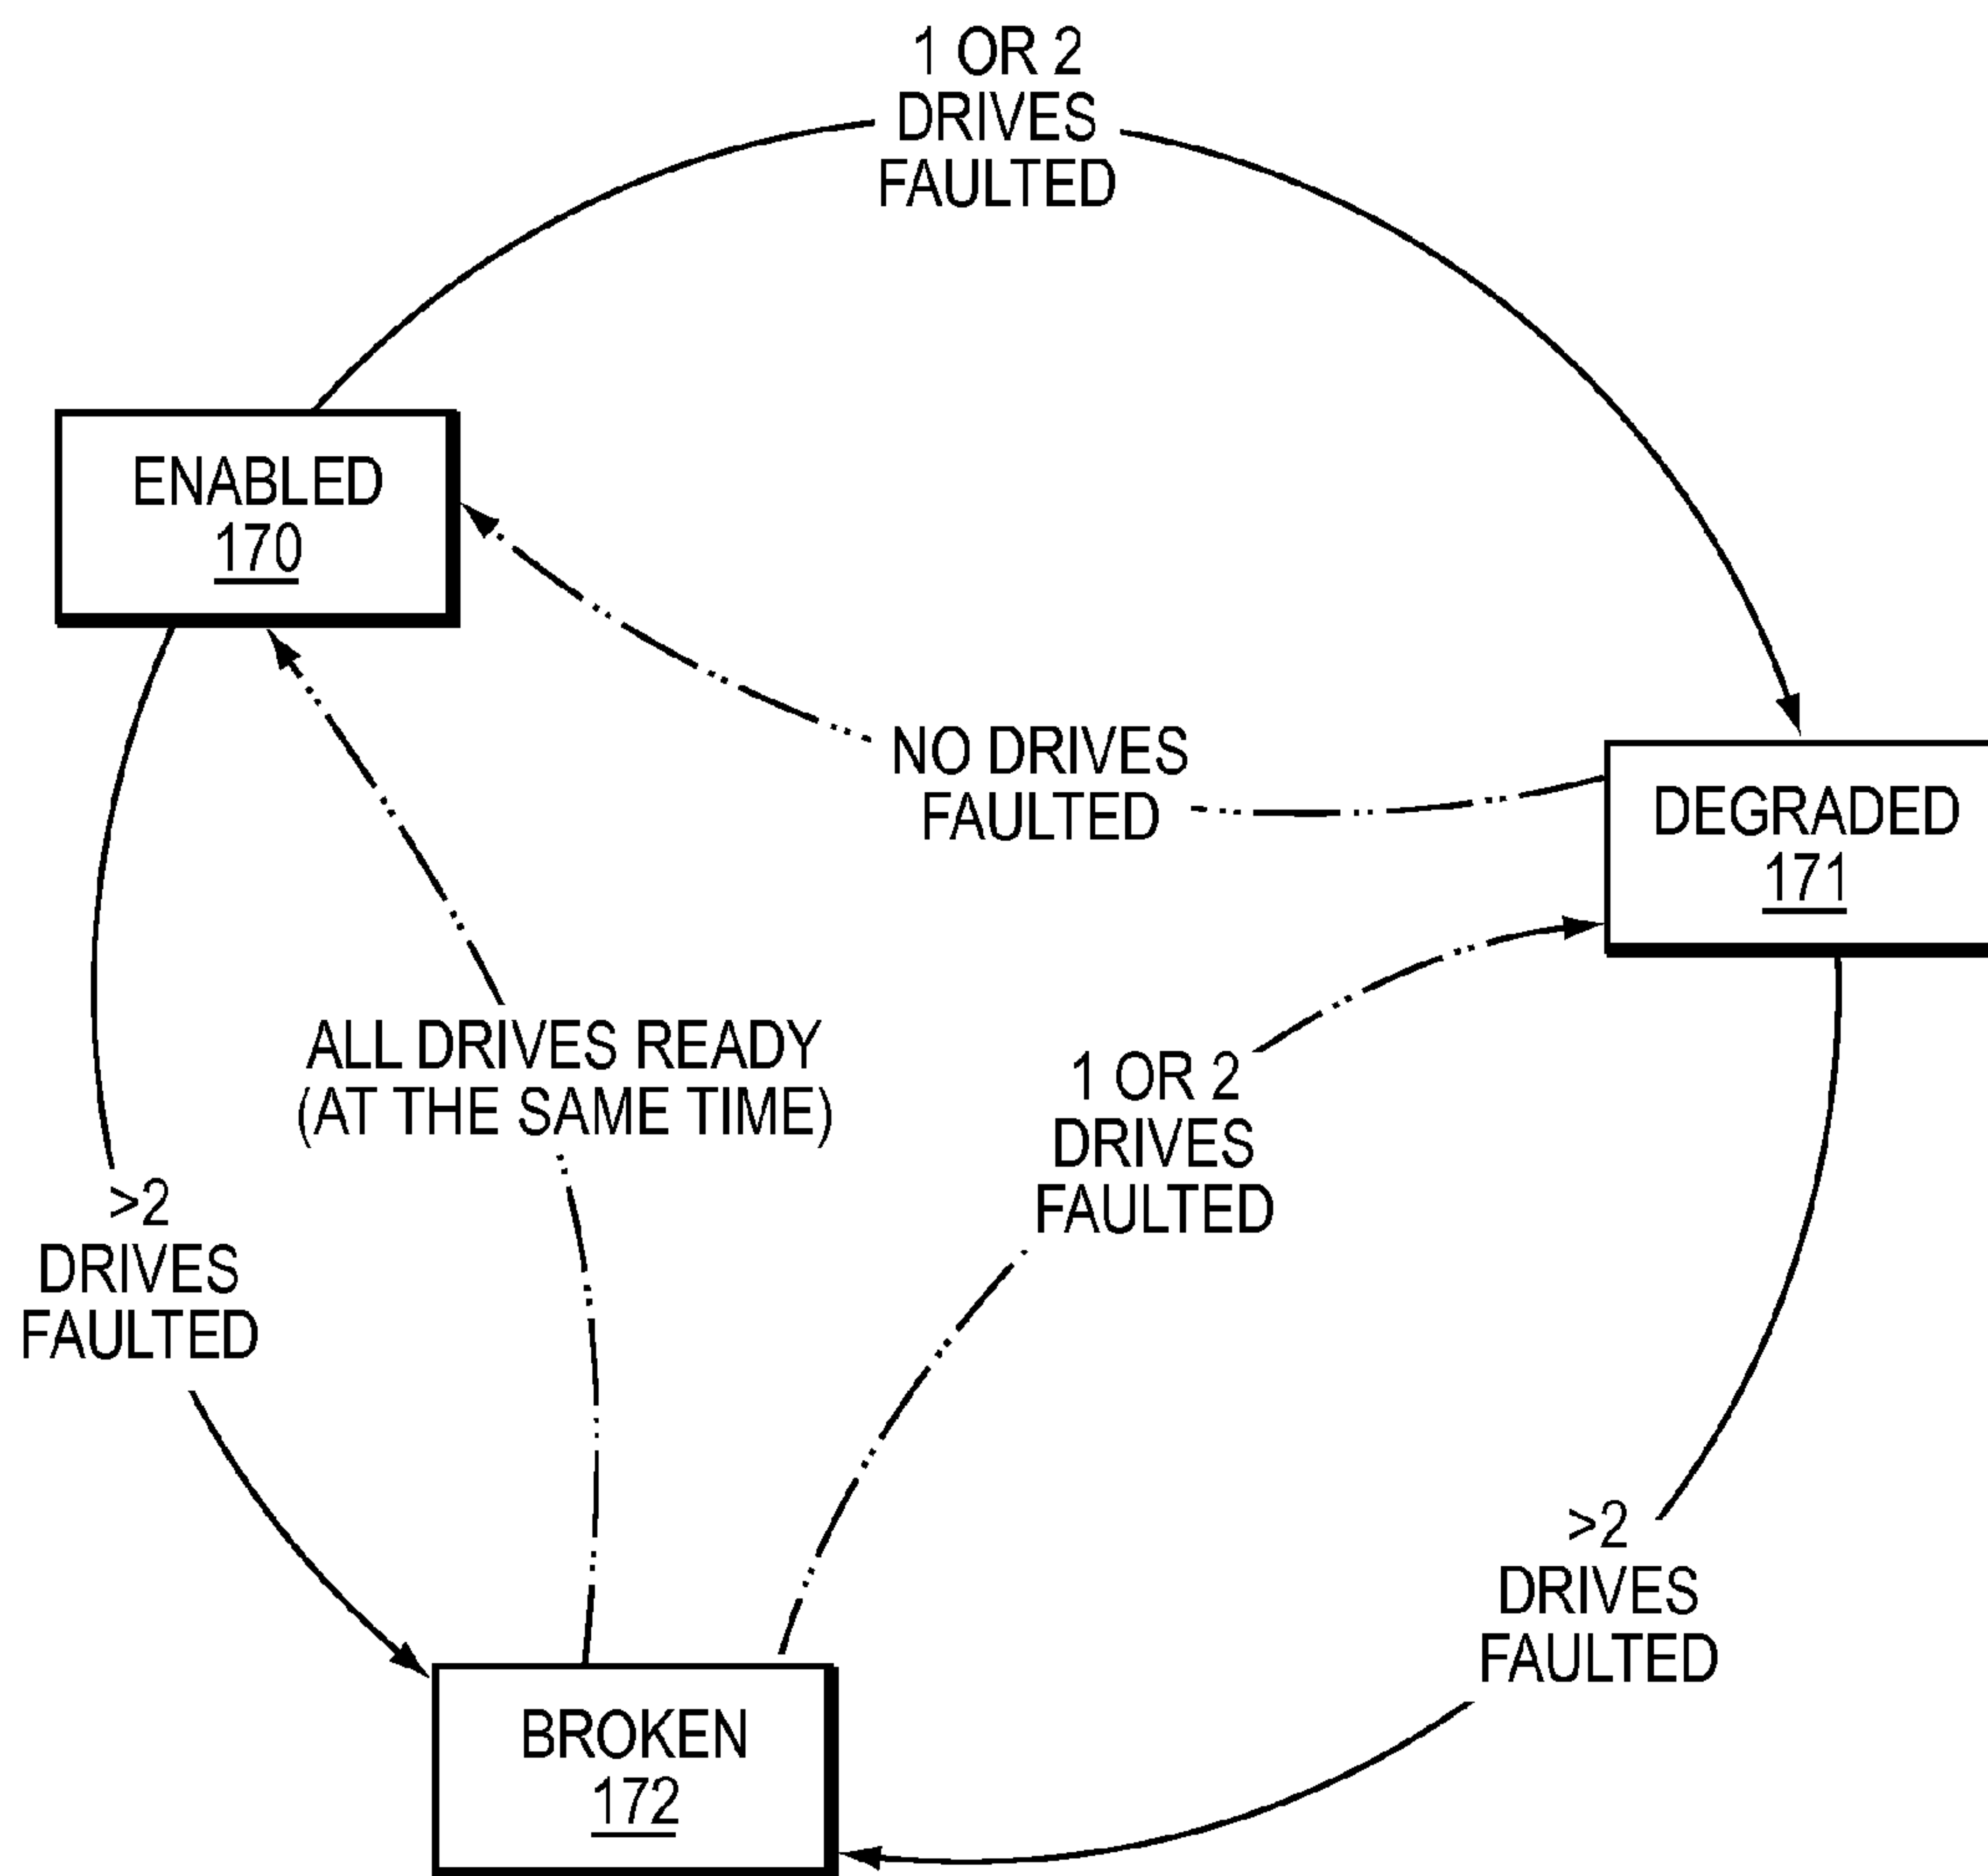 1 OR 2
DRIVES
FAULTED
ENABLED
170
NO DRIVES
FAULTED
DEGRADED
171
ALL DRIVES READY
(AT THE SAME TIME)
1 OR 2
DRIVES
FAULTED
>2
DRIVES
FAULTED
>2
DRIVES
FAULTED
BROKEN
172